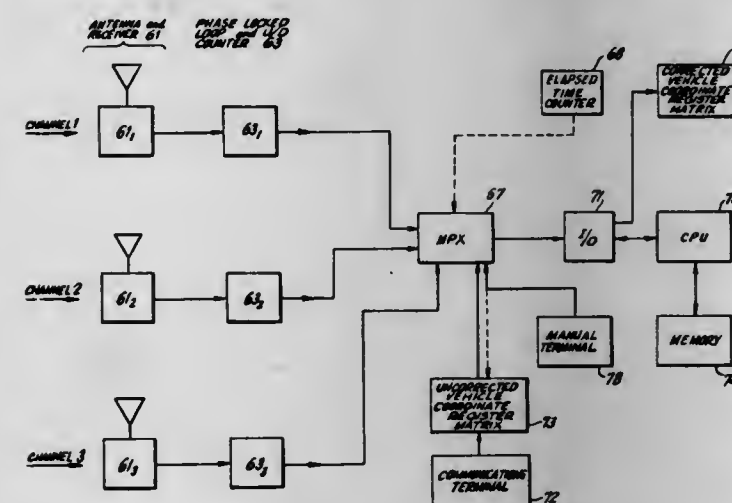 ANTENNA and
RECEIVER 61
PHASE LOCKED
LOOP and U/D
COUNTER 63
CHANNEL 1
61₁
63₁
68
ELAPSED
TIME
COUNTER
CORRECTED
VEHICLE
COORDINATE
REGISTER
MATRIX
67
MPX
71
I/O
CPU
CHANNEL 2
61₂
63₂
MANUAL
TERMINAL
78
MEMORY
UNCORRECTED
VEHICLE
COORDINATE
REGISTER
MATRIX
73
CHANNEL 3
61₃
63₃
COMMUNICATIONS
TERMINAL
72